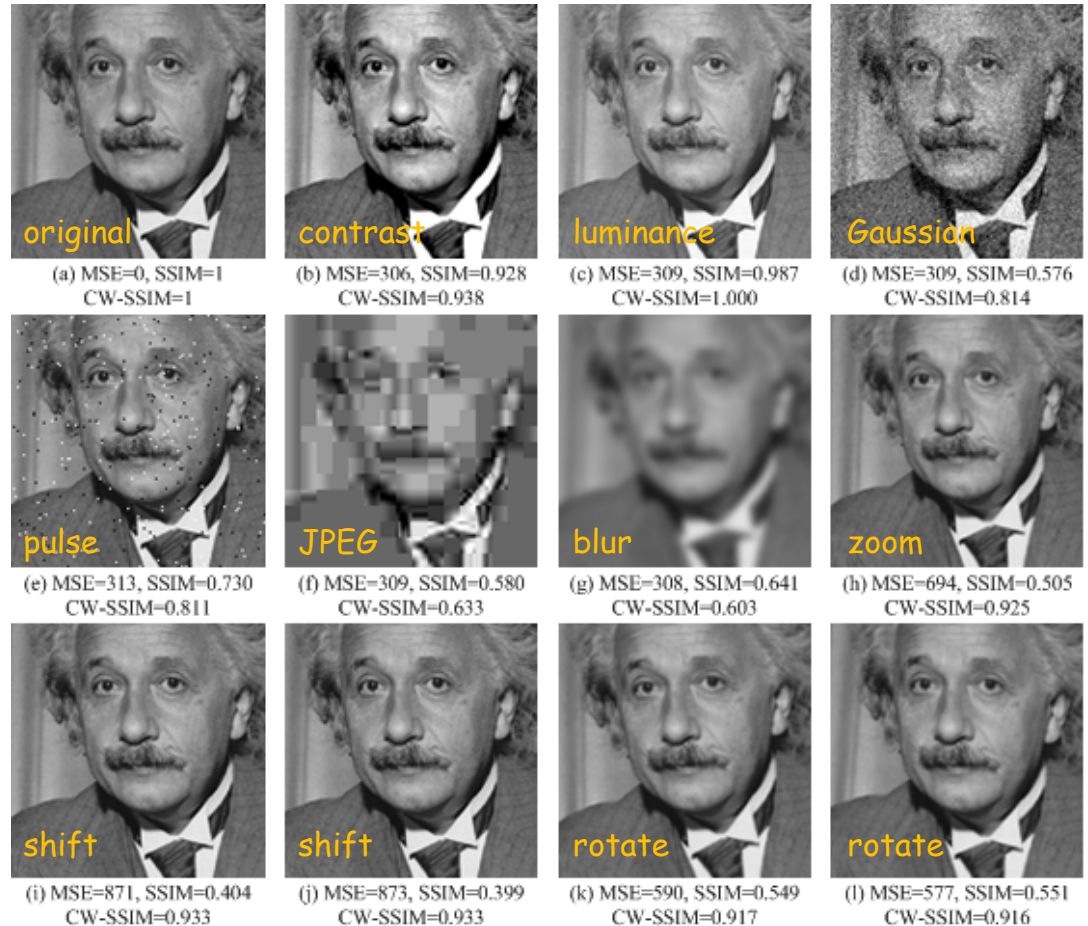 original
contrast
luminance
Gaussian
(a) MSE=0, SSIM=1
CW-SSIM=1
(b) MSE=306, SSIM=0.928
CW-SSIM=0.938
(c) MSE=309, SSIM=0.987
CW-SSIM=1.000
(d) MSE=309, SSIM=0.576
CW-SSIM=0.814
pulse
JPEG
blur
zoom
(e) MSE=313, SSIM=0.730
CW-SSIM=0.811
(f) MSE=309, SSIM=0.580
CW-SSIM=0.633
(g) MSE=308, SSIM=0.641
CW-SSIM=0.603
(h) MSE=694, SSIM=0.505
CW-SSIM=0.925
shift
shift
rotate
rotate
(i) MSE=871, SSIM=0.404
CW-SSIM=0.933
(j) MSE=873, SSIM=0.399
CW-SSIM=0.933
(k) MSE=590, SSIM=0.549
CW-SSIM=0.917
(l) MSE=577, SSIM=0.551
CW-SSIM=0.916